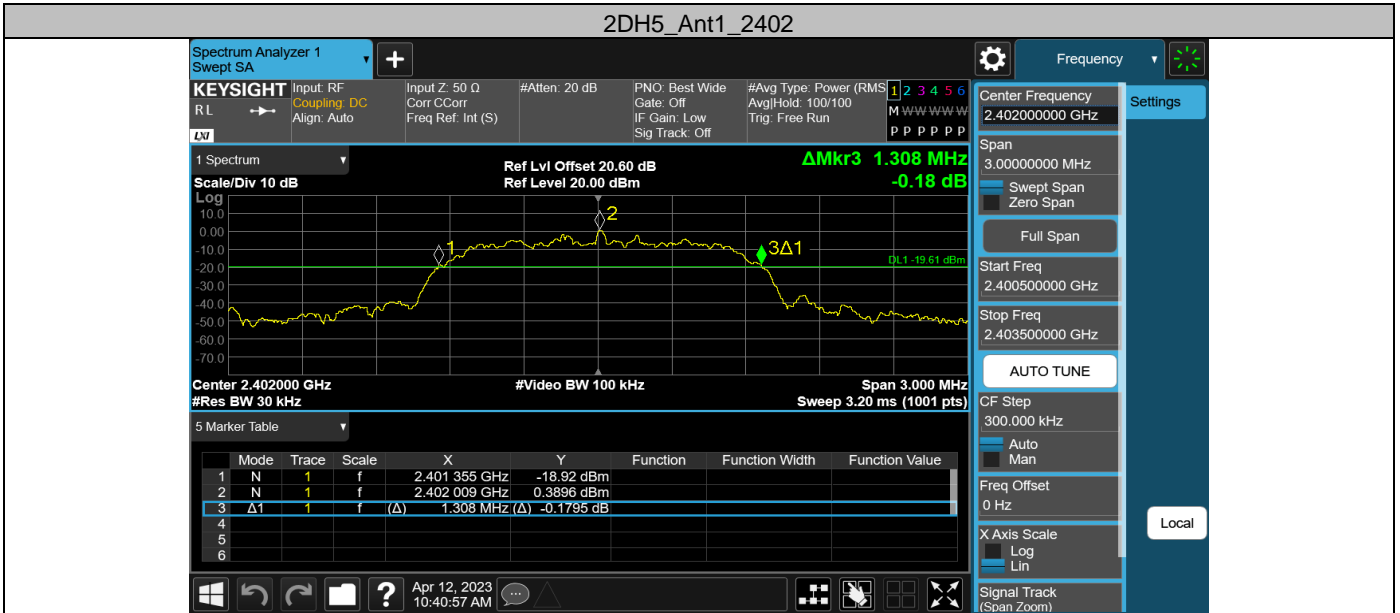 2DH5_Ant1_2402
Spectrum Analyzer 1
Swept SA
Frequency
KEYSIGHT
RL
LXI
Input: RF
Coupling: DC
Align: Auto
Input Z: 50 Ω
Corr CCorr
Freq Ref: Int (S)
#Atten: 20 dB
PNO: Best Wide
Gate: Off
IF Gain: Low
Sig Track: Off
#Avg Type: Power (RMS
Avg|Hold: 100/100
Trig: Free Run
1 2 3 4 5 6
M W W W W W
P P P P P P
1 Spectrum
Scale/Div 10 dB
Ref Lvl Offset 20.60 dB
Ref Level 20.00 dBm
ΔMkr3 1.308 MHz
-0.18 dB
Log
10.0
0.00
-10.0
-20.0
-30.0
-40.0
-50.0
-60.0
-70.0
1
2
3Δ1
DL1 -19.61 dBm
Center 2.402000 GHz
#Video BW 100 kHz
Span 3.000 MHz
#Res BW 30 kHz
Sweep 3.20 ms (1001 pts)
5 Marker Table
Mode Trace Scale X Y Function Function Width Function Value
1 N 1 f 2.401 355 GHz -18.92 dBm
2 N 1 f 2.402 009 GHz 0.3896 dBm
3 Δ1 1 f (Δ) 1.308 MHz (Δ) -0.1795 dB
4
5
6
Apr 12, 2023
10:40:57 AM
Center Frequency
2.402000000 GHz
Span
3.00000000 MHz
Swept Span
Zero Span
Full Span
Start Freq
2.400500000 GHz
Stop Freq
2.403500000 GHz
AUTO TUNE
CF Step
300.000 kHz
Auto
Man
Freq Offset
0 Hz
X Axis Scale
Log
Lin
Signal Track
(Span Zoom)
Settings
Local